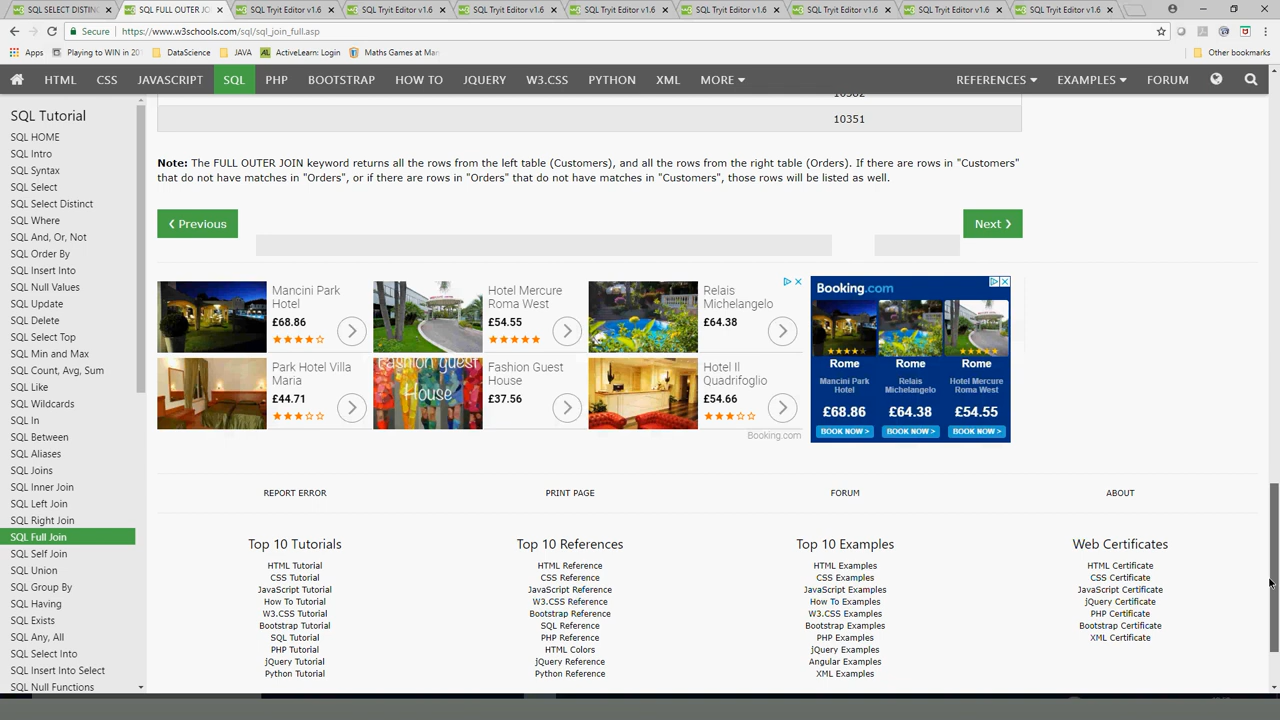 SQL SELECT DISTIN
SQL FULL OUTER JO
SQL Tryit Editor v1.6
SQL Tryit Editor v1.6
SQL Tryit Editor v1.6
SQL Tryit Editor v1.6
SQL Tryit Editor v1.6
SQL Tryit Editor v1.6
SQL Tryit Editor v1.6
SQL Tryit Editor v1.6
Secure
https://www.w3schools.com/sql/sql_join_full.asp
Apps
Playing to WIN in 20
DataScience
JAVA
ActiveLearn: Login
Maths Games at Man
Other bookmarks
HTML
CSS
JAVASCRIPT
SQL
PHP
BOOTSTRAP
HOW TO
JQUERY
W3.CSS
PYTHON
XML
MORE
REFERENCES
EXAMPLES
FORUM
SQL Tutorial
SQL HOME
SQL Intro
SQL Syntax
SQL Select
SQL Select Distinct
SQL Where
SQL And, Or, Not
SQL Order By
SQL Insert Into
SQL Null Values
SQL Update
SQL Delete
SQL Select Top
SQL Min and Max
SQL Count, Avg, Sum
SQL Like
SQL Wildcards
SQL In
SQL Between
SQL Aliases
SQL Joins
SQL Inner Join
SQL Left Join
SQL Right Join
SQL Full Join
SQL Self Join
SQL Union
SQL Group By
SQL Having
SQL Exists
SQL Any, All
SQL Select Into
SQL Insert Into Select
SQL Null Functions
10382
10351
Note: The FULL OUTER JOIN keyword returns all the rows from the left table (Customers), and all the rows from the right table (Orders). If there are rows in "Customers"
that do not have matches in "Orders", or if there are rows in "Orders" that do not have matches in "Customers", those rows will be listed as well.
❮ Previous
Next ❯
Mancini Park
Hotel
£68.86
Hotel Mercure
Roma West
£54.55
Relais
Michelangelo
£64.38
Park Hotel Villa
Maria
£44.71
Fashion guest
House
Fashion Guest
House
£37.56
Hotel Il
Quadrifoglio
£54.66
Booking.com
Booking.com
Rome
Mancini Park
Hotel
£68.86
BOOK NOW >
Rome
Relais
Michelangelo
£64.38
BOOK NOW >
Rome
Hotel Mercure
Roma West
£54.55
BOOK NOW >
REPORT ERROR
PRINT PAGE
FORUM
ABOUT
Top 10 Tutorials
HTML Tutorial
CSS Tutorial
JavaScript Tutorial
How To Tutorial
W3.CSS Tutorial
Bootstrap Tutorial
SQL Tutorial
PHP Tutorial
jQuery Tutorial
Python Tutorial
Top 10 References
HTML Reference
CSS Reference
JavaScript Reference
W3.CSS Reference
Bootstrap Reference
SQL Reference
PHP Reference
HTML Colors
jQuery Reference
Python Reference
Top 10 Examples
HTML Examples
CSS Examples
JavaScript Examples
How To Examples
W3.CSS Examples
Bootstrap Examples
PHP Examples
jQuery Examples
Angular Examples
XML Examples
Web Certificates
HTML Certificate
CSS Certificate
JavaScript Certificate
jQuery Certificate
PHP Certificate
Bootstrap Certificate
XML Certificate